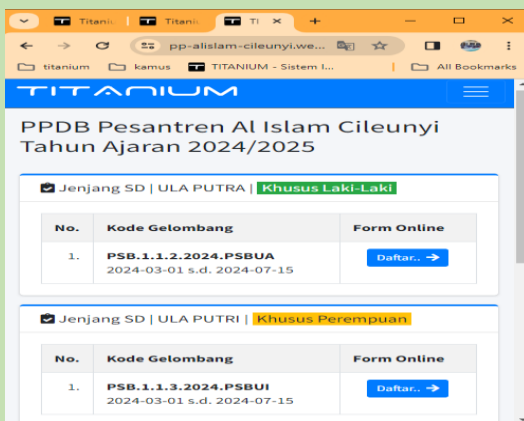 Titaniu
Titaniu
TI
pp-alislam-cileunyi.we...
titanium
kamus
TITANIUM - Sistem I...
All Bookmarks
TITANIUM
PPDB Pesantren Al Islam Cileunyi
Tahun Ajaran 2024/2025
Jenjang SD | ULA PUTRA | Khusus Laki-Laki
No. Kode Gelombang Form Online
1. PSB.1.1.2.2024.PSBUA Daftar..
2024-03-01 s.d. 2024-07-15
Jenjang SD | ULA PUTRI | Khusus Perempuan
No. Kode Gelombang Form Online
1. PSB.1.1.3.2024.PSBUI Daftar..
2024-03-01 s.d. 2024-07-15